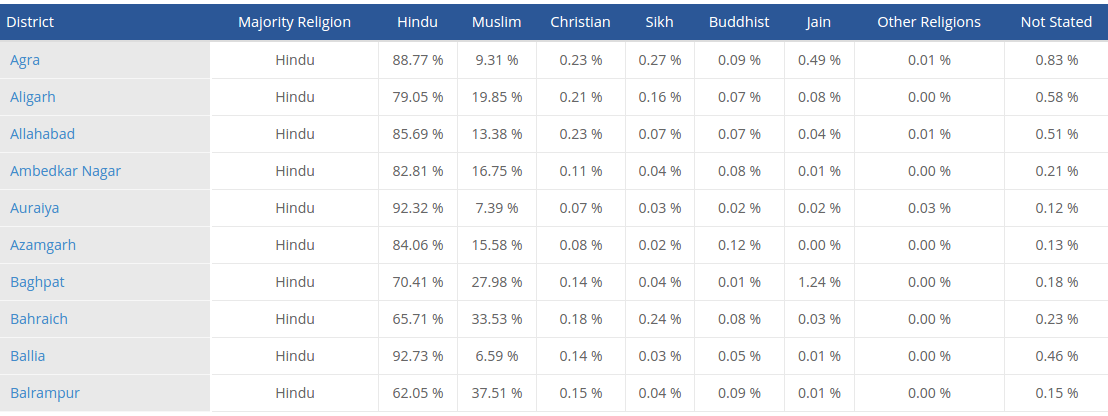 District Majority Religion Hindu Muslim Christian Sikh Buddhist Jain Other Religions Not Stated
Agra Hindu 88.77 % 9.31 % 0.23 % 0.27 % 0.09 % 0.49 % 0.01 % 0.83 %
Aligarh Hindu 79.05 % 19.85 % 0.21 % 0.16 % 0.07 % 0.08 % 0.00 % 0.58 %
Allahabad Hindu 85.69 % 13.38 % 0.23 % 0.07 % 0.07 % 0.04 % 0.01 % 0.51 %
Ambedkar Nagar Hindu 82.81 % 16.75 % 0.11 % 0.04 % 0.08 % 0.01 % 0.00 % 0.21 %
Auraiya Hindu 92.32 % 7.39 % 0.07 % 0.03 % 0.02 % 0.02 % 0.03 % 0.12 %
Azamgarh Hindu 84.06 % 15.58 % 0.08 % 0.02 % 0.12 % 0.00 % 0.00 % 0.13 %
Baghpat Hindu 70.41 % 27.98 % 0.14 % 0.04 % 0.01 % 1.24 % 0.00 % 0.18 %
Bahraich Hindu 65.71 % 33.53 % 0.18 % 0.24 % 0.08 % 0.03 % 0.00 % 0.23 %
Ballia Hindu 92.73 % 6.59 % 0.14 % 0.03 % 0.05 % 0.01 % 0.00 % 0.46 %
Balrampur Hindu 62.05 % 37.51 % 0.15 % 0.04 % 0.09 % 0.01 % 0.00 % 0.15 %